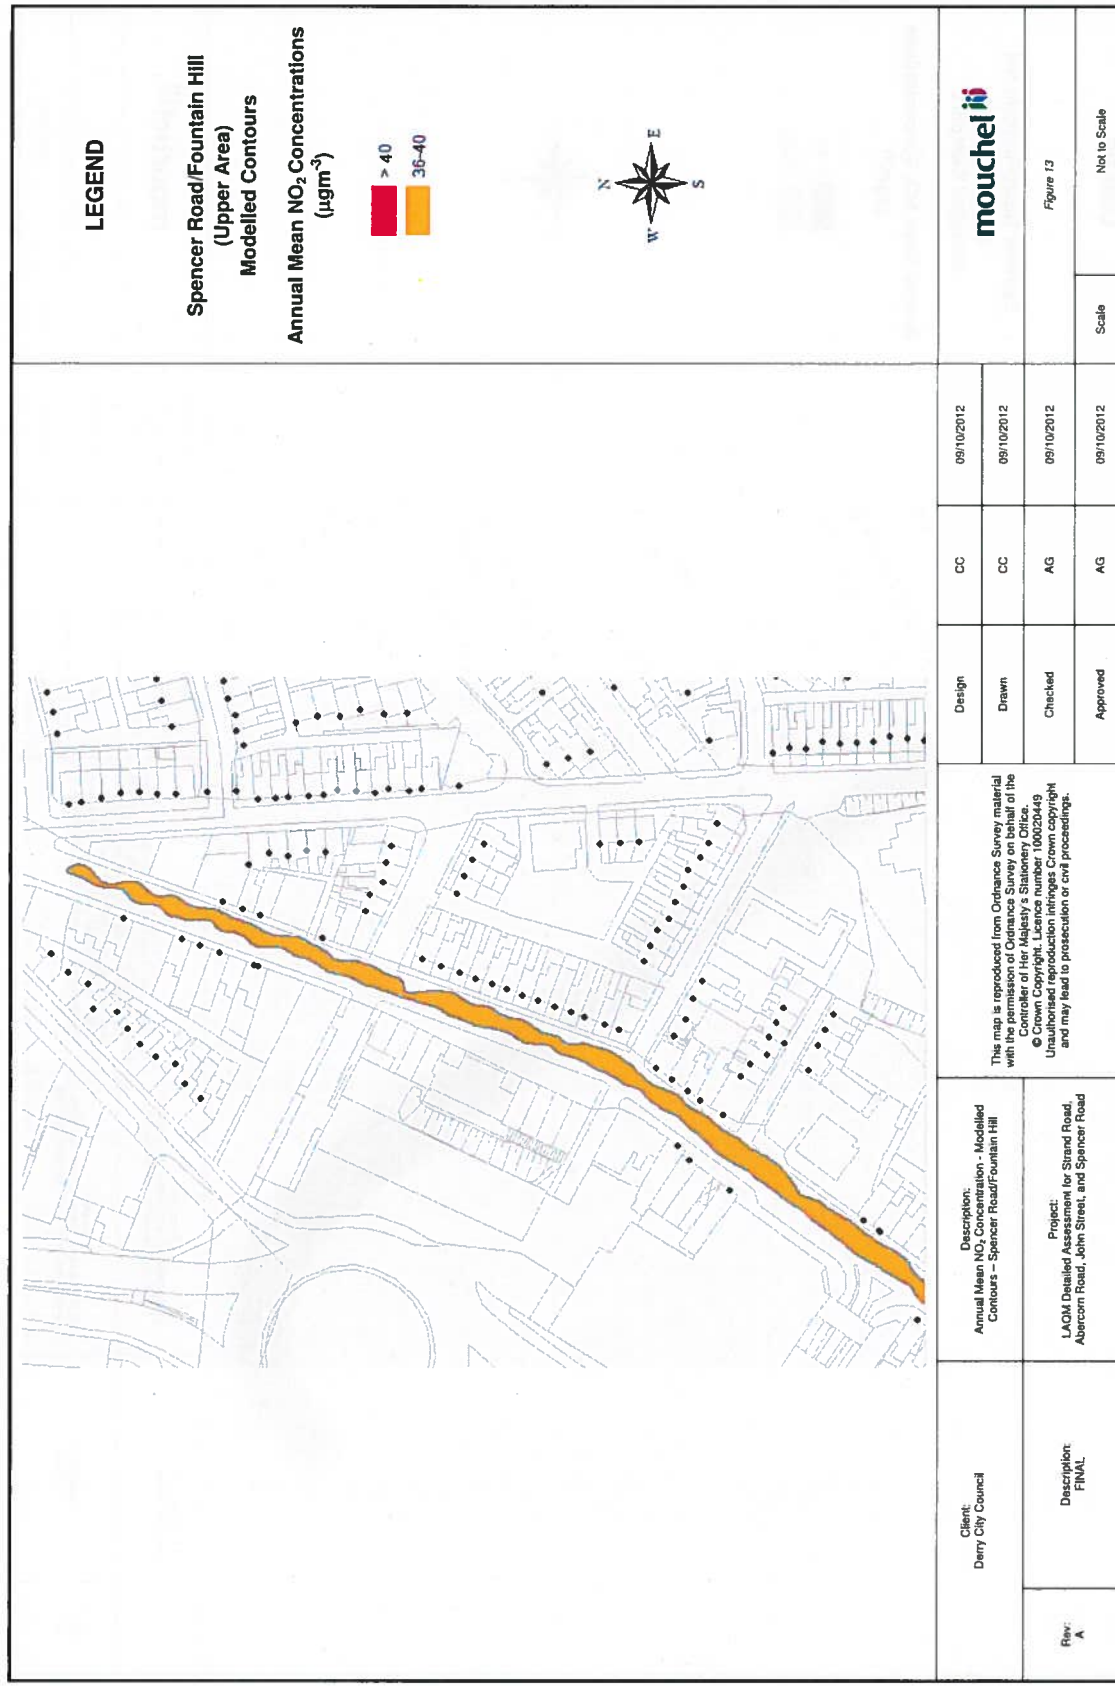 LEGEND
Spencer Road/Fountain Hill
(Upper Area)
Modelled Contours
Annual Mean NO₂ Concentrations
(µgm⁻³)
> 40
36-40
N
W
E
S
Client:
Derry City Council
Description:
Annual Mean NO₂ Concentration - Modelled
Contours – Spencer Road/Fountain Hill
This map is reproduced from Ordnance Survey material
with the permission of Ordnance Survey on behalf of the
Controller of Her Majesty's Stationery Office.
© Crown Copyright. Licence number 100020449
Unauthorised reproduction infringes Crown copyright
and may lead to prosecution or civil proceedings.
Design
CC
09/10/2012
Drawn
CC
09/10/2012
mouchel
Rev:
A
Description:
FINAL
Project:
LAQM Detailed Assessment for Strand Road,
Abercorn Road, John Street, and Spencer Road
Checked
AG
09/10/2012
Figure 13
Approved
AG
09/10/2012
Scale
Not to Scale